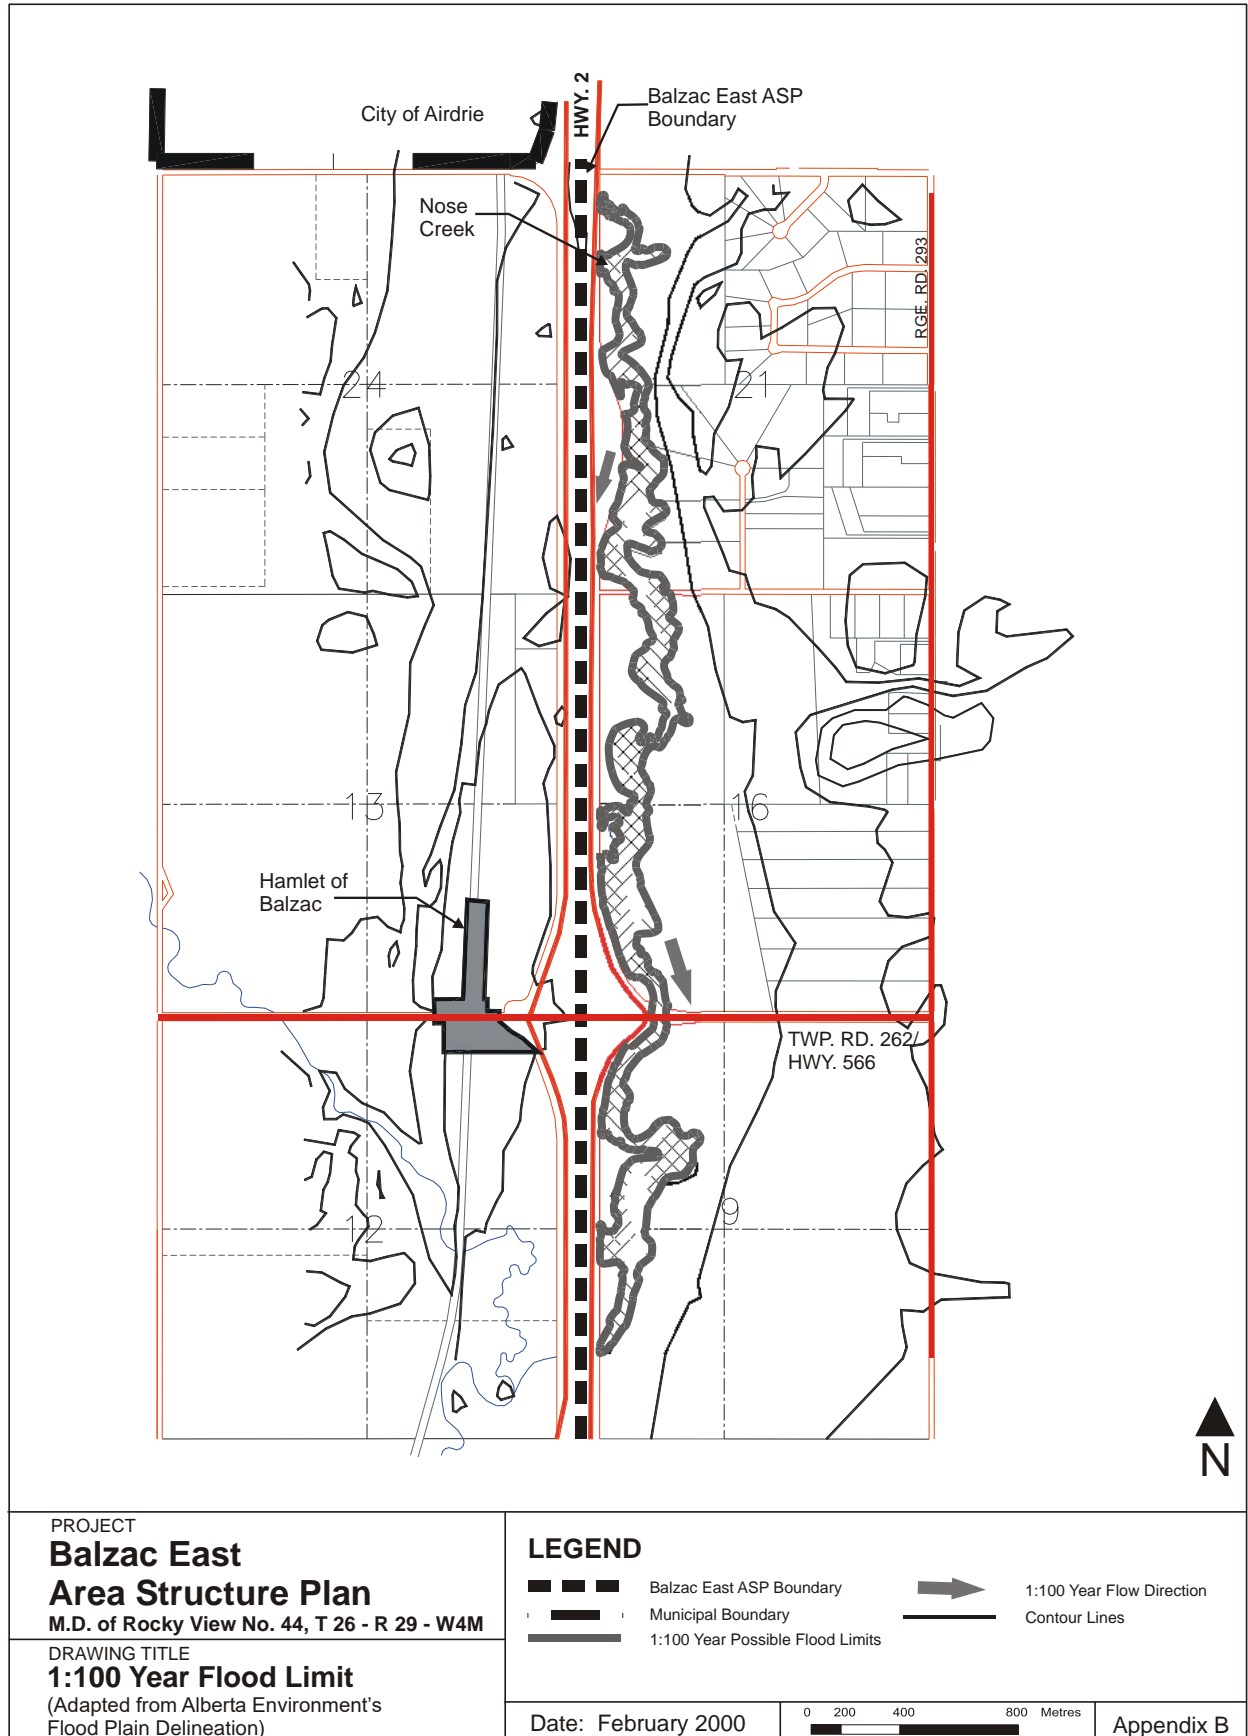 City of Airdrie
HWY. 2
Balzac East ASP
Boundary
Nose
Creek
RGE. RD. 293
24
21
13
16
Hamlet of
Balzac
TWP. RD. 262/
HWY. 566
12
9
N
PROJECT
Balzac East
Area Structure Plan
M.D. of Rocky View No. 44, T 26 - R 29 - W4M
DRAWING TITLE
1:100 Year Flood Limit
(Adapted from Alberta Environment's
Flood Plain Delineation)
LEGEND
Balzac East ASP Boundary
Municipal Boundary
1:100 Year Possible Flood Limits
1:100 Year Flow Direction
Contour Lines
Date: February 2000
0 200 400 800 Metres
Appendix B